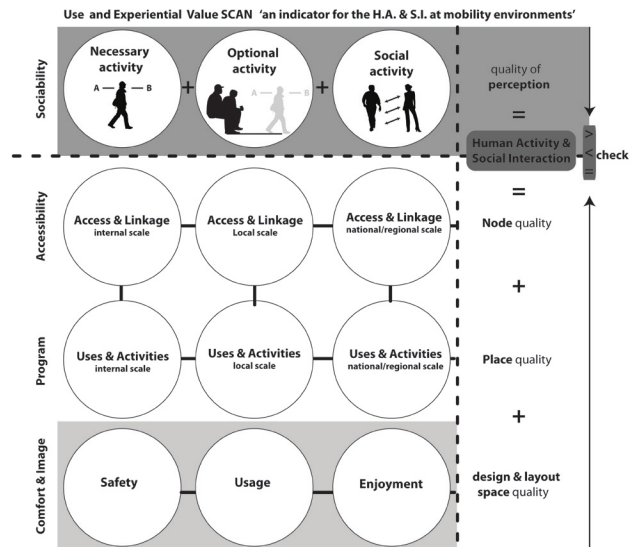 Use and Experiential Value SCAN 'an indicator for the H.A. & S.I. at mobility environments'
Sociability
Necessary
activity
A
B
+
Optional
activity
A
B
+
Social
activity
quality of
perception
=
Human Activity &
Social Interaction
> < =
check
=
Accessibility
Access & Linkage
internal scale
Access & Linkage
Local scale
Access & Linkage
national/regional scale
Node quality
+
Program
Uses & Activities
internal scale
Uses & Activities
local scale
Uses & Activities
national/regional scale
Place quality
+
Comfort & Image
Safety
Usage
Enjoyment
design & layout
space quality